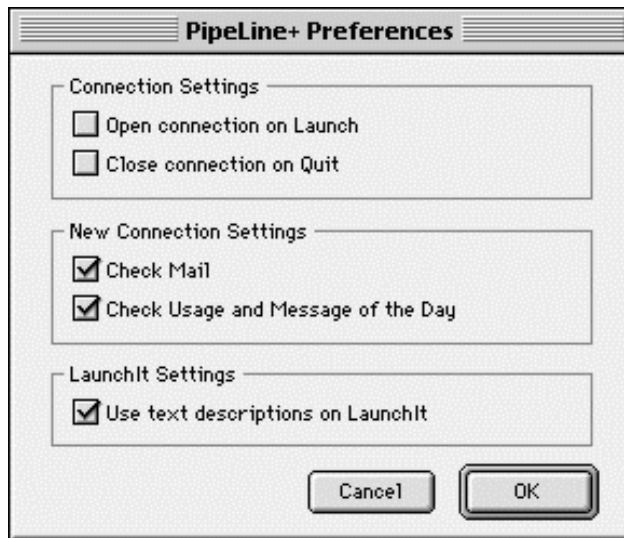 PipeLine+ Preferences
Connection Settings
Open connection on Launch
Close connection on Quit
New Connection Settings
Check Mail
Check Usage and Message of the Day
LaunchIt Settings
Use text descriptions on LaunchIt
Cancel
OK